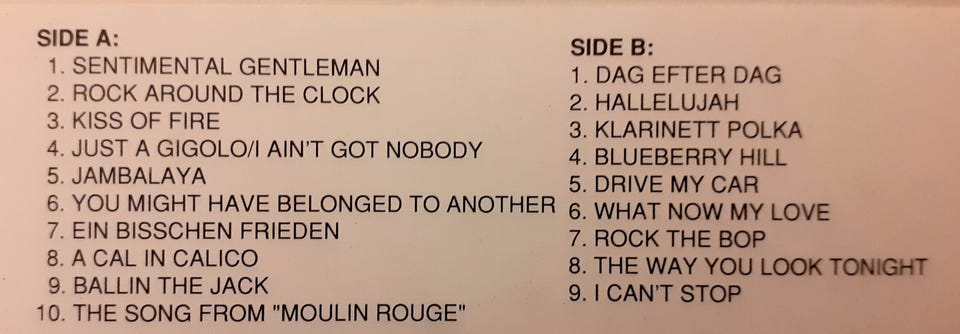 SIDE A:
1. SENTIMENTAL GENTLEMAN
2. ROCK AROUND THE CLOCK
3. KISS OF FIRE
4. JUST A GIGOLO/I AIN'T GOT NOBODY
5. JAMBALAYA
6. YOU MIGHT HAVE BELONGED TO ANOTHER
7. EIN BISSCHEN FRIEDEN
8. A CAL IN CALICO
9. BALLIN THE JACK
10. THE SONG FROM "MOULIN ROUGE"
SIDE B:
1. DAG EFTER DAG
2. HALLELUJAH
3. KLARINETT POLKA
4. BLUEBERRY HILL
5. DRIVE MY CAR
6. WHAT NOW MY LOVE
7. ROCK THE BOP
8. THE WAY YOU LOOK TONIGHT
9. I CAN'T STOP